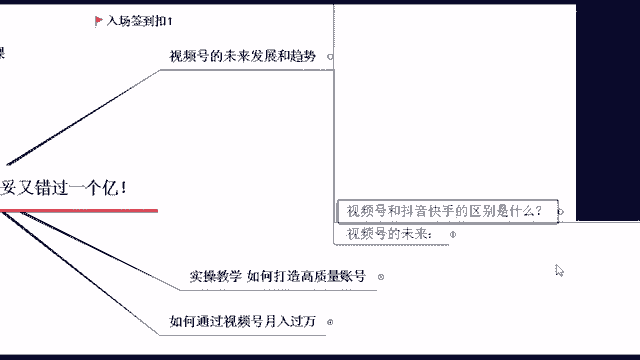 入场签到扣1
课
视频号的未来发展和趋势
妥又错过一个亿！
视频号和抖音快手的区别是什么？
视频号的未来：
实操教学 如何打造高质量账号
如何通过视频号月入过万